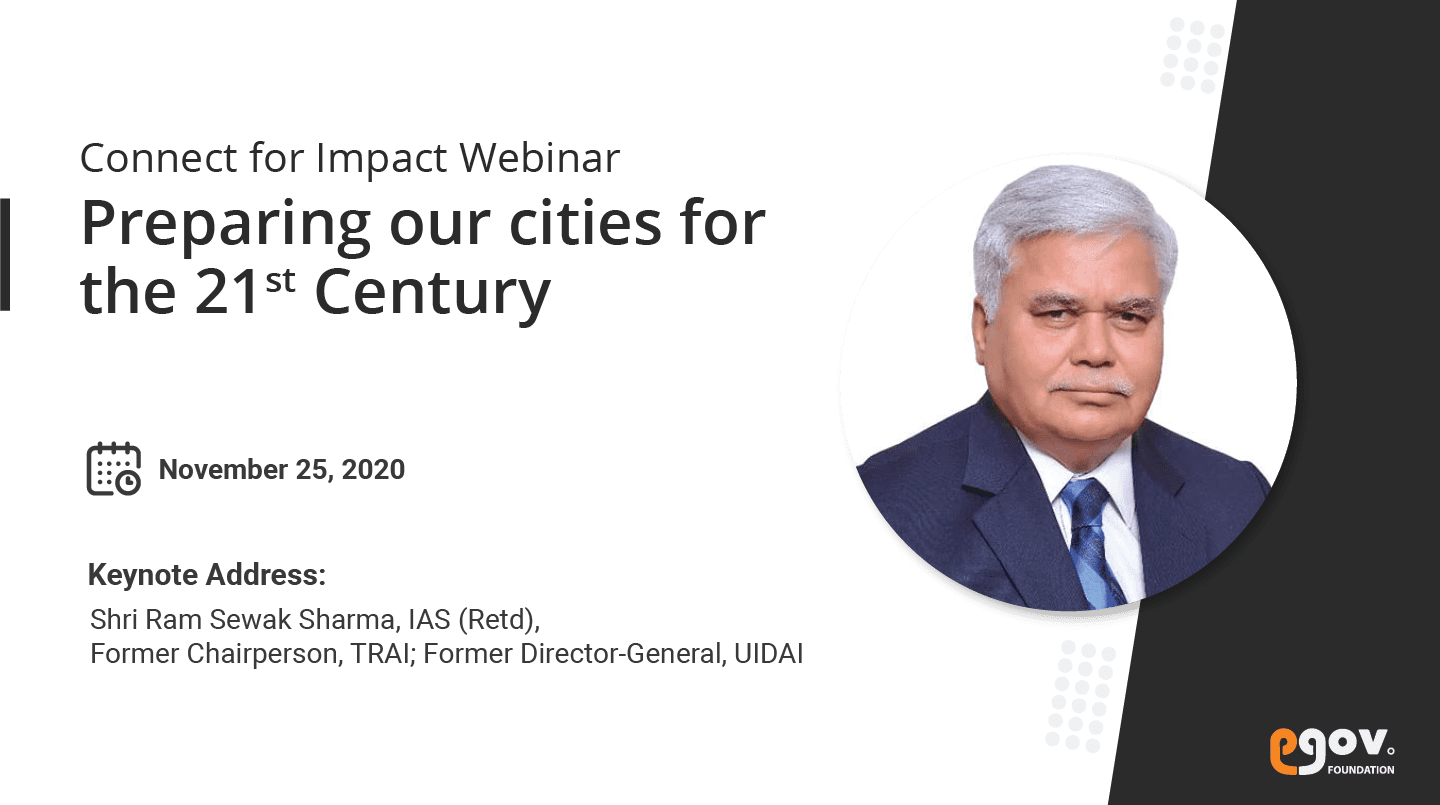 Connect for Impact Webinar
Preparing our cities for
the 21st Century
November 25, 2020
Keynote Address:
Shri Ram Sewak Sharma, IAS (Retd),
Former Chairperson, TRAI; Former Director-General, UIDAI
egov.
FOUNDATION